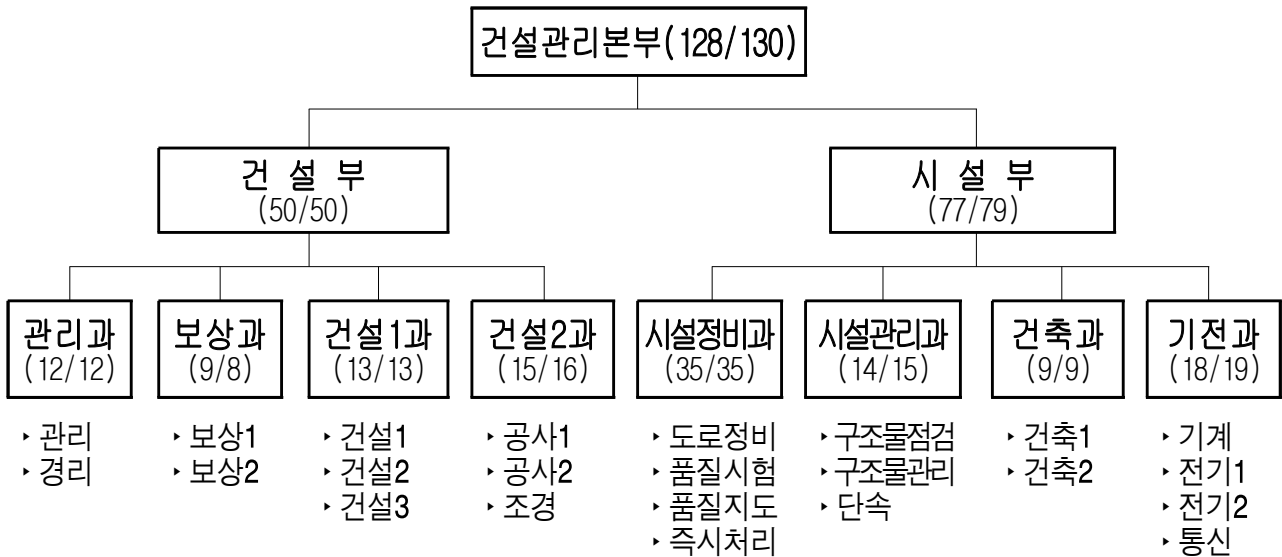 건설관리본부(128/130)
건 설 부
(50/50)
시 설 부
(77/79)
관리과
(12/12)
보상과
(9/8)
건설1과
(13/13)
건설2과
(15/16)
시설정비과
(35/35)
시설관리과
(14/15)
건축과
(9/9)
기전과
(18/19)
‣ 관리
‣ 경리
‣ 보상1
‣ 보상2
‣ 건설1
‣ 건설2
‣ 건설3
‣ 공사1
‣ 공사2
‣ 조경
‣ 도로정비
‣ 품질시험
‣ 품질지도
‣ 즉시처리
‣ 구조물점검
‣ 구조물관리
‣ 단속
‣ 건축1
‣ 건축2
‣ 기계
‣ 전기1
‣ 전기2
‣ 통신